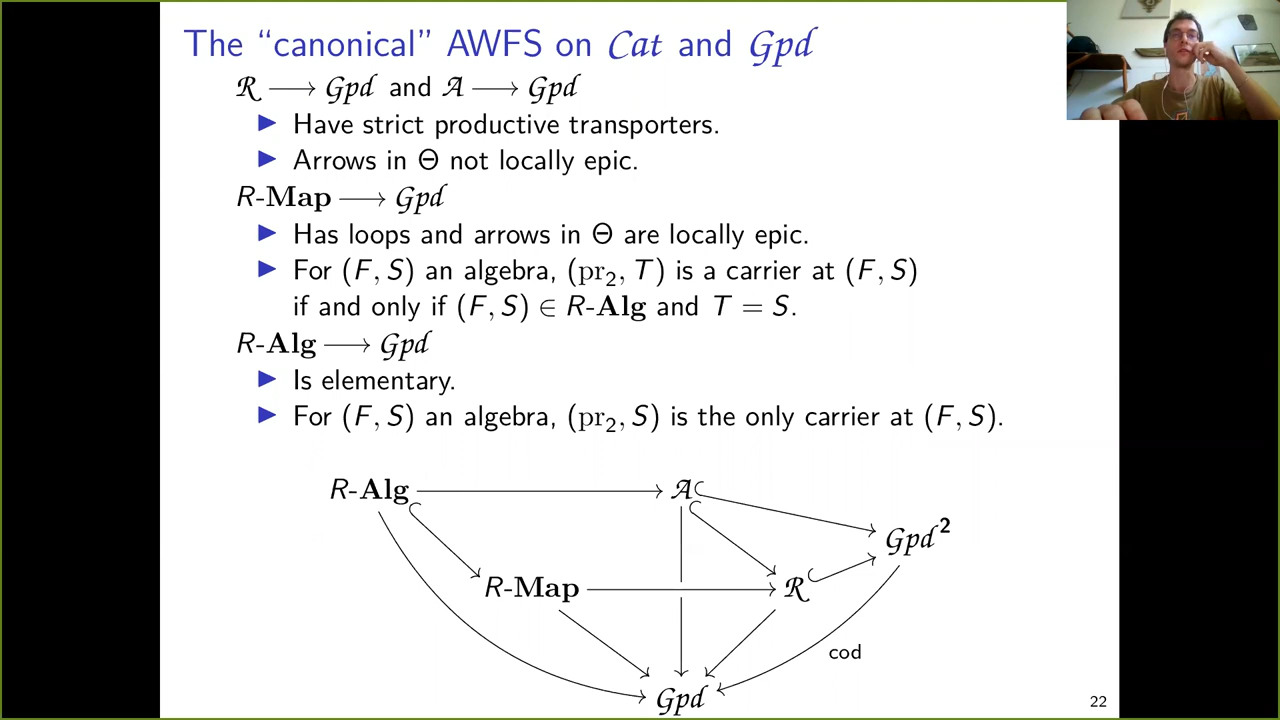 The “canonical” AWFS on Cat and Gpd
R ⟶ Gpd and A ⟶ Gpd
▶ Have strict productive transporters.
▶ Arrows in Θ not locally epic.
R-Map ⟶ Gpd
▶ Has loops and arrows in Θ are locally epic.
▶ For (F, S) an algebra, (pr₂, T) is a carrier at (F, S)
if and only if (F, S) ∈ R-Alg and T = S.
R-Alg ⟶ Gpd
▶ Is elementary.
▶ For (F, S) an algebra, (pr₂, S) is the only carrier at (F, S).
R-Alg A
Gpd²
R-Map R
cod
Gpd
22